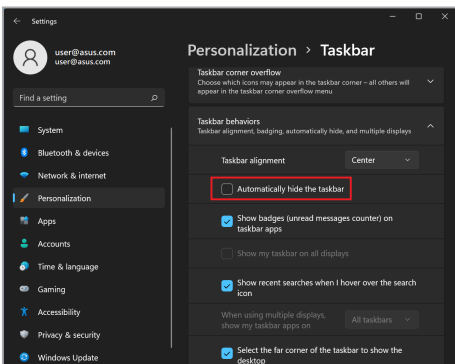 Settings
user@asus.com
user@asus.com
Find a setting
System
Bluetooth & devices
Network & internet
Personalization
Apps
Accounts
Time & language
Gaming
Accessibility
Privacy & security
Windows Update
Personalization > Taskbar
Taskbar corner overflow
Choose which icons may appear in the taskbar corner – all others will
appear in the taskbar corner overflow menu
Taskbar behaviors
Taskbar alignment, badging, automatically hide, and multiple displays
Taskbar alignment
Center
Automatically hide the taskbar
Show badges (unread messages counter) on
taskbar apps
Show my taskbar on all displays
Show recent searches when I hover over the search
icon
When using multiple displays,
show my taskbar apps on
All taskbars
Select the far corner of the taskbar to show the
desktop